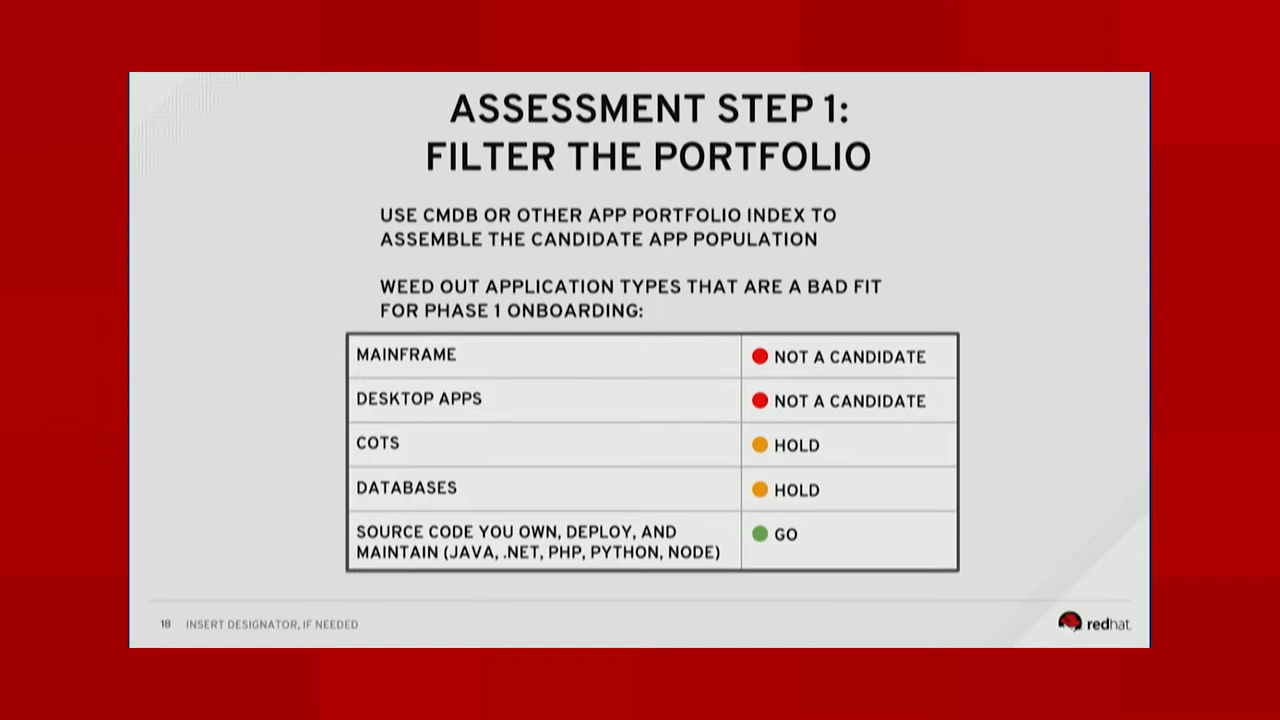 ASSESSMENT STEP 1:
FILTER THE PORTFOLIO
USE CMDB OR OTHER APP PORTFOLIO INDEX TO
ASSEMBLE THE CANDIDATE APP POPULATION
WEED OUT APPLICATION TYPES THAT ARE A BAD FIT
FOR PHASE 1 ONBOARDING:
MAINFRAME
NOT A CANDIDATE
DESKTOP APPS
NOT A CANDIDATE
COTS
HOLD
DATABASES
HOLD
SOURCE CODE YOU OWN, DEPLOY, AND
MAINTAIN (JAVA, .NET, PHP, PYTHON, NODE)
GO
18 INSERT DESIGNATOR, IF NEEDED
redhat